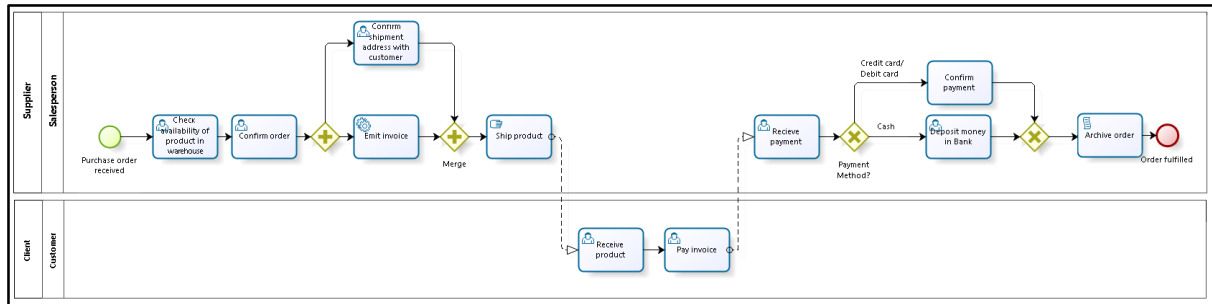 Supplier
Salesperson
Purchase order
received
Check
availability of
product in
warehouse
Confirm order
Confirm
shipment
address with
customer
Emit invoice
Merge
Ship product
Recieve
payment
Payment
Method?
Credit card/
Debit card
Cash
Confirm
payment
Deposit money
in Bank
Archive order
Order fulfilled
Client
Customer
Receive
product
Pay invoice